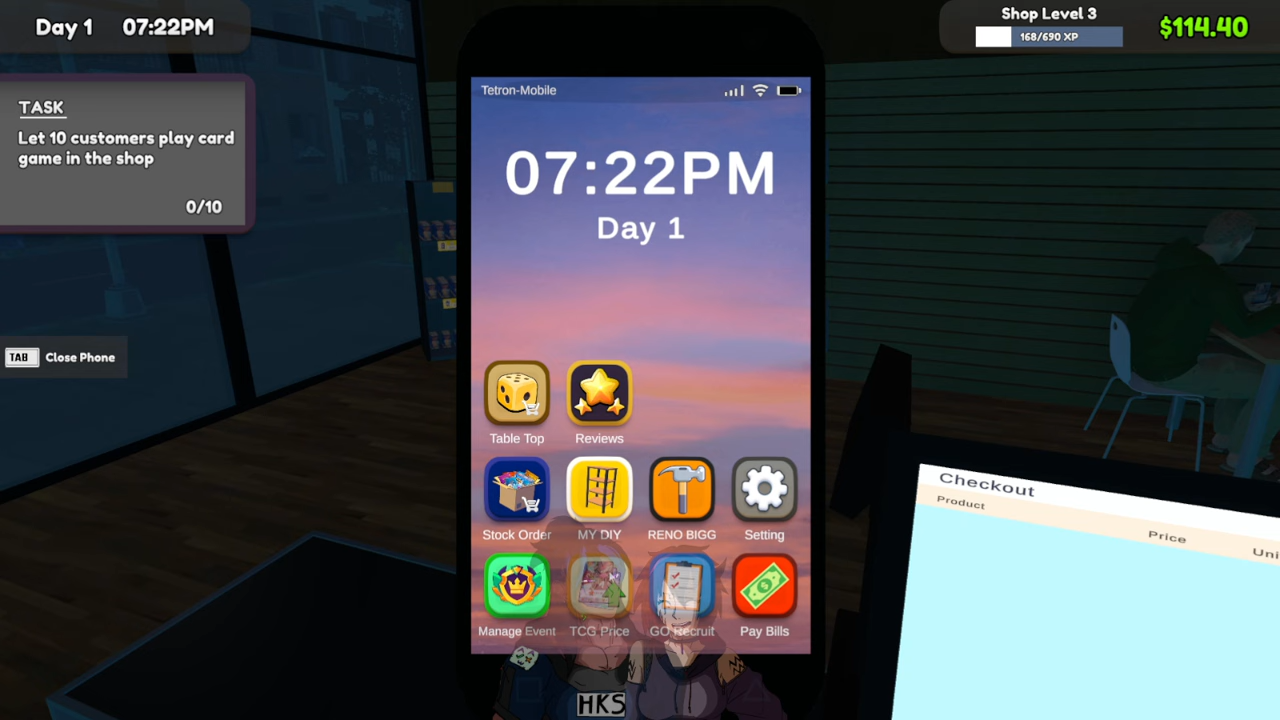 Day 1 07:22PM
Shop Level 3
168/690 XP
$114.40
TASK
Let 10 customers play card
game in the shop
0/10
TAB Close Phone
Tetron-Mobile
07:22PM
Day 1
Table Top Reviews
Stock Order MY DIY RENO BIGG Setting
Manage Event TCG Price GO Recruit Pay Bills
Checkout
Product Price Uni
HKS